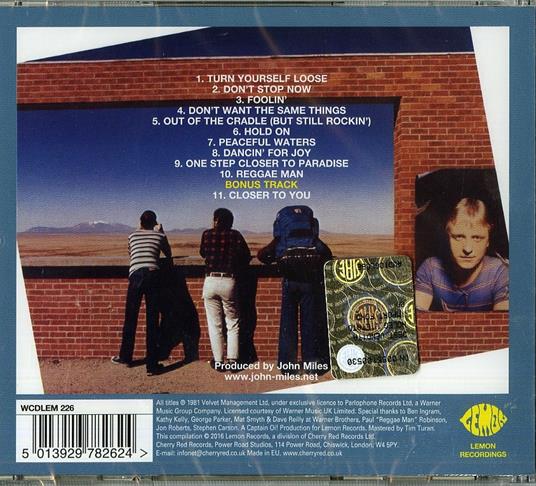 1. TURN YOURSELF LOOSE
2. DON'T STOP NOW
3. FOOLIN'
4. DON'T WANT THE SAME THINGS
5. OUT OF THE CRADLE (BUT STILL ROCKIN')
6. HOLD ON
7. PEACEFUL WATERS
8. DANCIN' FOR JOY
9. ONE STEP CLOSER TO PARADISE
10. REGGAE MAN
BONUS TRACK
11. CLOSER TO YOU
Produced by John Miles
www.john-miles.net
WCDLEM 226
5 013929 782624 >
All titles ℗ 1981 Velvet Management Ltd, under exclusive licence to Parlophone Records Ltd, a Warner
Music Group Company. Licensed courtesy of Warner Music UK Limited. Special thanks to Ben Ingram,
Kathy Kelly, George Parker, Mat Smyth & Dave Reilly at Warner Brothers, Paul "Reggae Man" Robinson,
Jon Roberts, Stephen Carson. A Captain Oi! Production for Lemon Records. Mastered by Tim Turan.
This compilation © 2016 Lemon Records, a division of Cherry Red Records Ltd.
Cherry Red Records, Power Road Studios, 114 Power Road, Chiswick, London, W4 5PY.
E-mail: infonet@cherryred.co.uk Made in EU. www.cherryred.co.uk
LEMON
LEMON
RECORDINGS